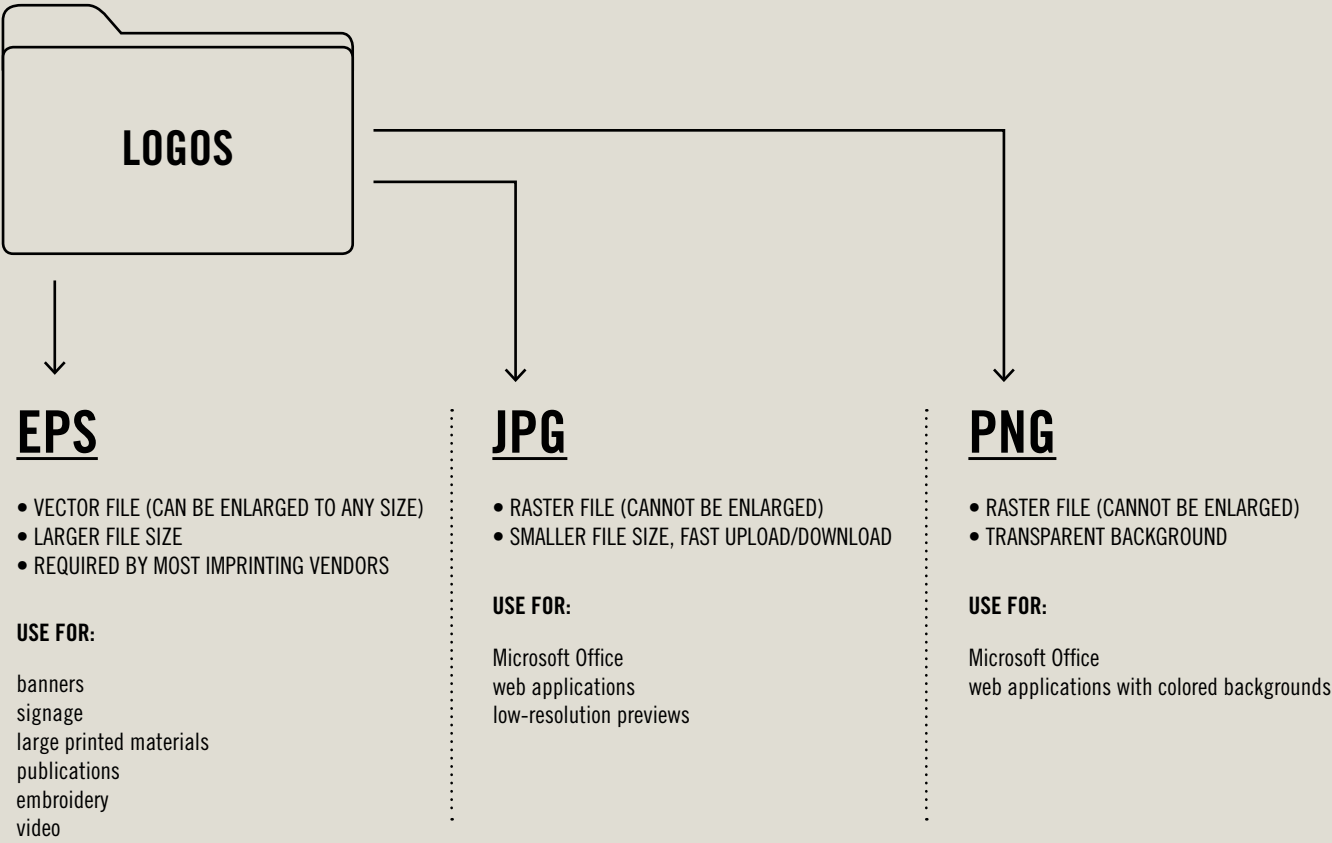 LOGOS
EPS
• VECTOR FILE (CAN BE ENLARGED TO ANY SIZE)
• LARGER FILE SIZE
• REQUIRED BY MOST IMPRINTING VENDORS
USE FOR:
banners
signage
large printed materials
publications
embroidery
video
JPG
• RASTER FILE (CANNOT BE ENLARGED)
• SMALLER FILE SIZE, FAST UPLOAD/DOWNLOAD
USE FOR:
Microsoft Office
web applications
low-resolution previews
PNG
• RASTER FILE (CANNOT BE ENLARGED)
• TRANSPARENT BACKGROUND
USE FOR:
Microsoft Office
web applications with colored backgrounds